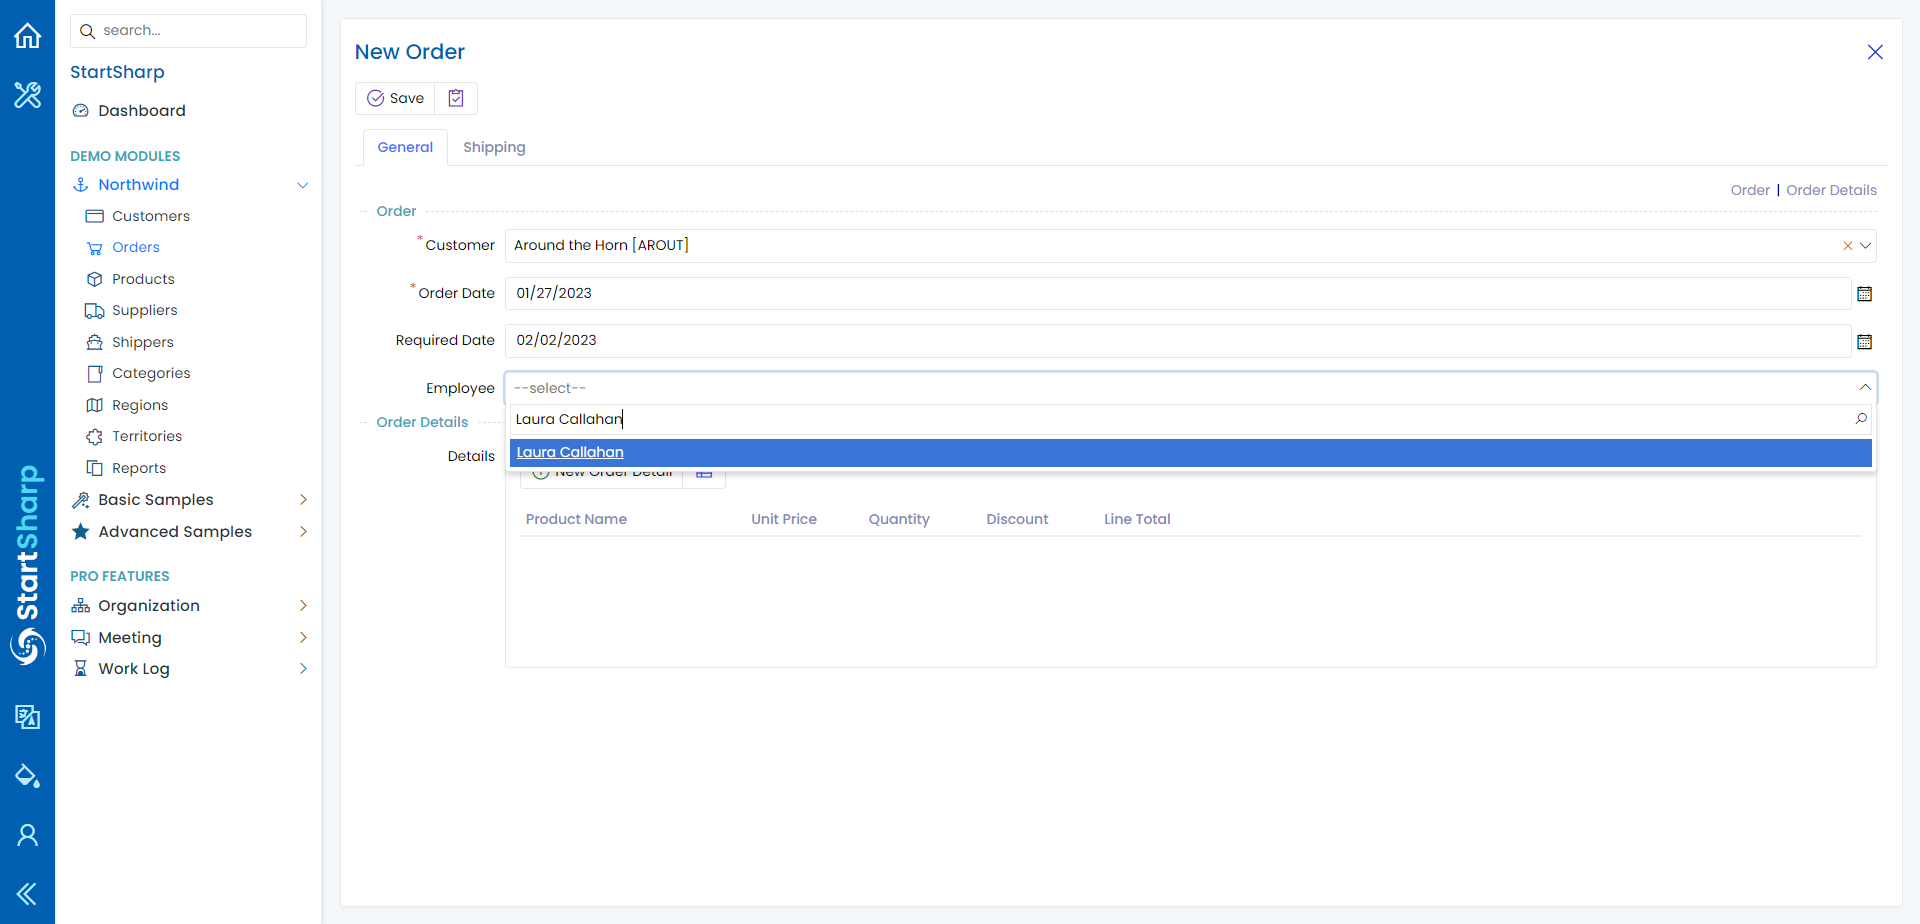 search...
StartSharp
Dashboard
DEMO MODULES
Northwind
Customers
Orders
Products
Suppliers
Shippers
Categories
Regions
Territories
Reports
Basic Samples
Advanced Samples
PRO FEATURES
Organization
Meeting
Work Log
StartSharp
New Order
Save
General Shipping
Order | Order Details
Order
* Customer Around the Horn [AROUT]
* Order Date 01/27/2023
Required Date 02/02/2023
Employee --select--
Laura Callahan
Laura Callahan
Order Details
Details
New Order Detail
Product Name Unit Price Quantity Discount Line Total